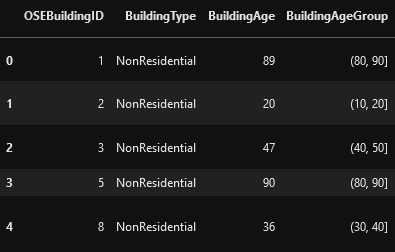 OSEBuildingID BuildingType BuildingAge BuildingAgeGroup
0 1 NonResidential 89 (80, 90]
1 2 NonResidential 20 (10, 20]
2 3 NonResidential 47 (40, 50]
3 5 NonResidential 90 (80, 90]
4 8 NonResidential 36 (30, 40]